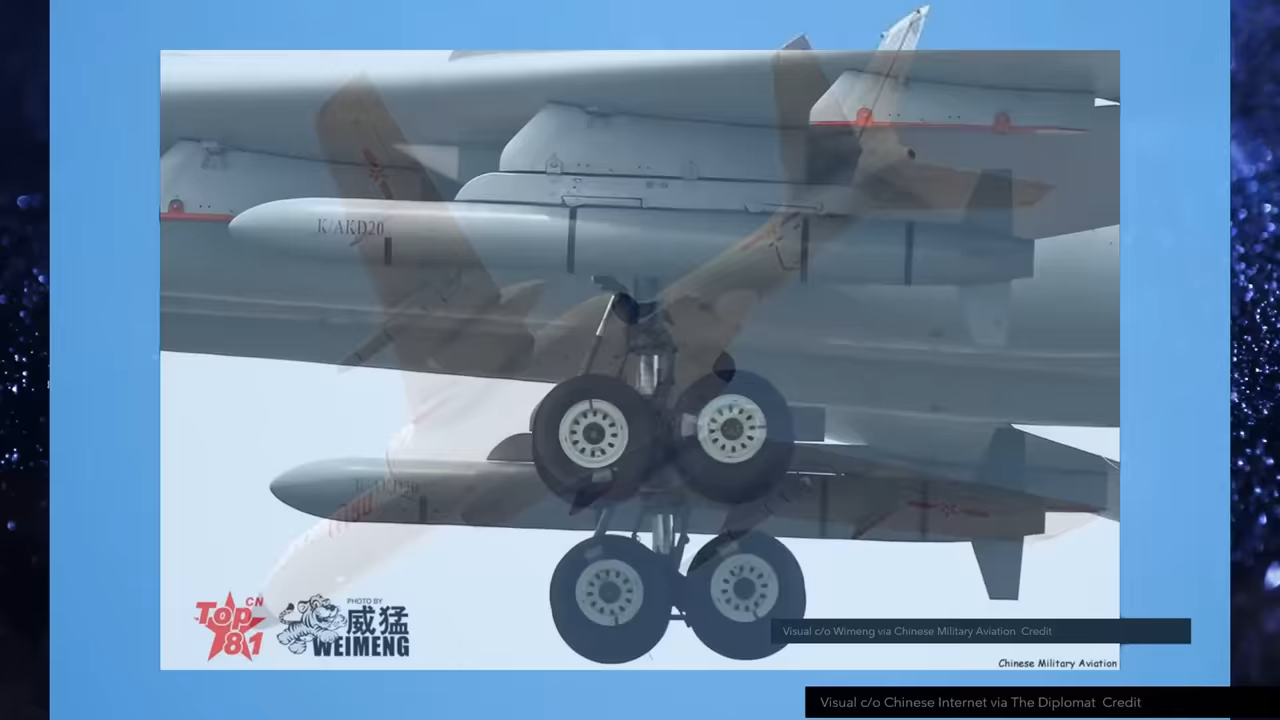 K/AKD20
K/AKD20
Top
CN
81
PHOTO BY
威猛
WEIMENG
Visual c/o Wimeng via Chinese Military Aviation Credit
Chinese Military Aviation
Visual c/o Chinese Internet via The Diplomat Credit